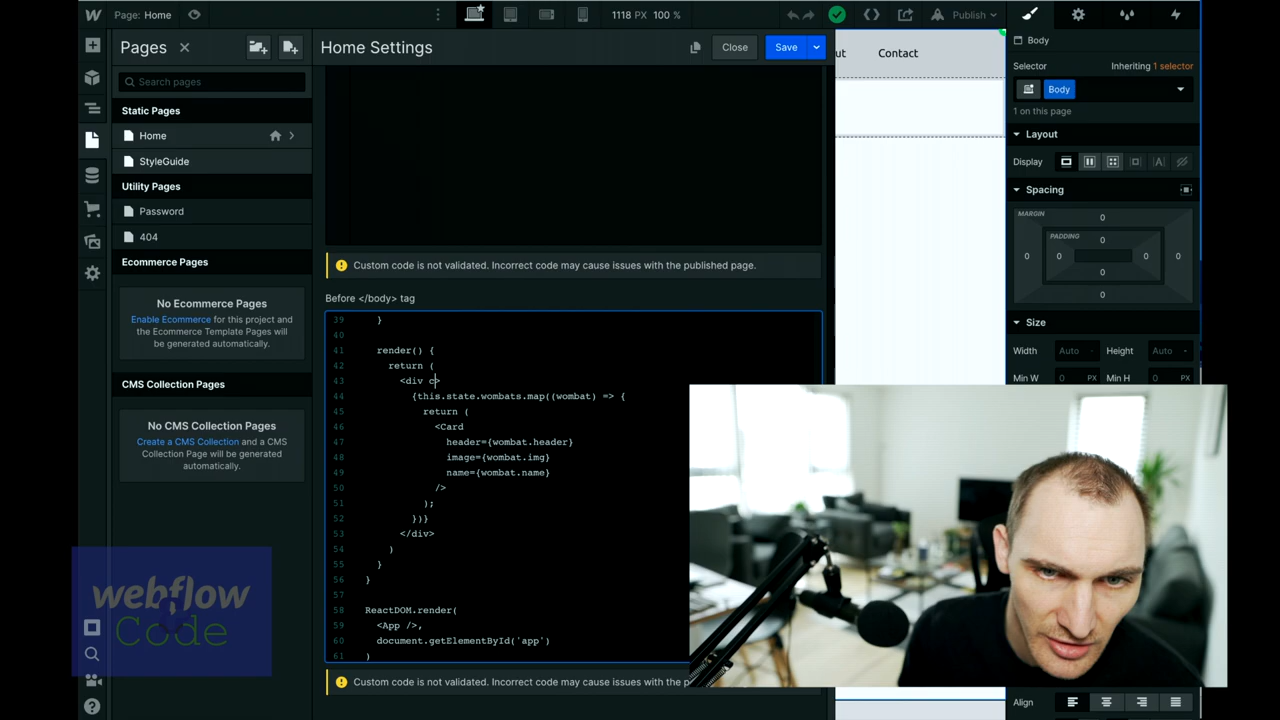 Page: Home
1118 PX 100 %
Publish
Pages
Home Settings
Close
Save
ut
Contact
Body
Selector
Inheriting 1 selector
Body
1 on this page
Search pages
Static Pages
Home
StyleGuide
Utility Pages
Password
404
Ecommerce Pages
No Ecommerce Pages
Enable Ecommerce for this project and
the Ecommerce Template Pages will
be generated automatically.
CMS Collection Pages
No CMS Collection Pages
Create a CMS Collection and a CMS
Collection Page will be generated
automatically.
Custom code is not validated. Incorrect code may cause issues with the published page.
Before </body> tag
39 }
40
41 render() {
42 return (
43 <div c>
44 {this.state.wombats.map((wombat) => {
45 return (
46 <Card
47 header={wombat.header}
48 image={wombat.img}
49 name={wombat.name}
50 />
51 );
52 })}
53 </div>
54 )
55 }
56 }
57
58 ReactDOM.render(
59 <App />,
60 document.getElementById('app')
61 )
Custom code is not validated. Incorrect code may cause issues with the p
Layout
Display
Spacing
MARGIN
0
PADDING
0
0 0 0 0
0
0
Size
Width Auto - Height Auto -
Min W 0 PX Min H 0 PX
Align
webflow
Code